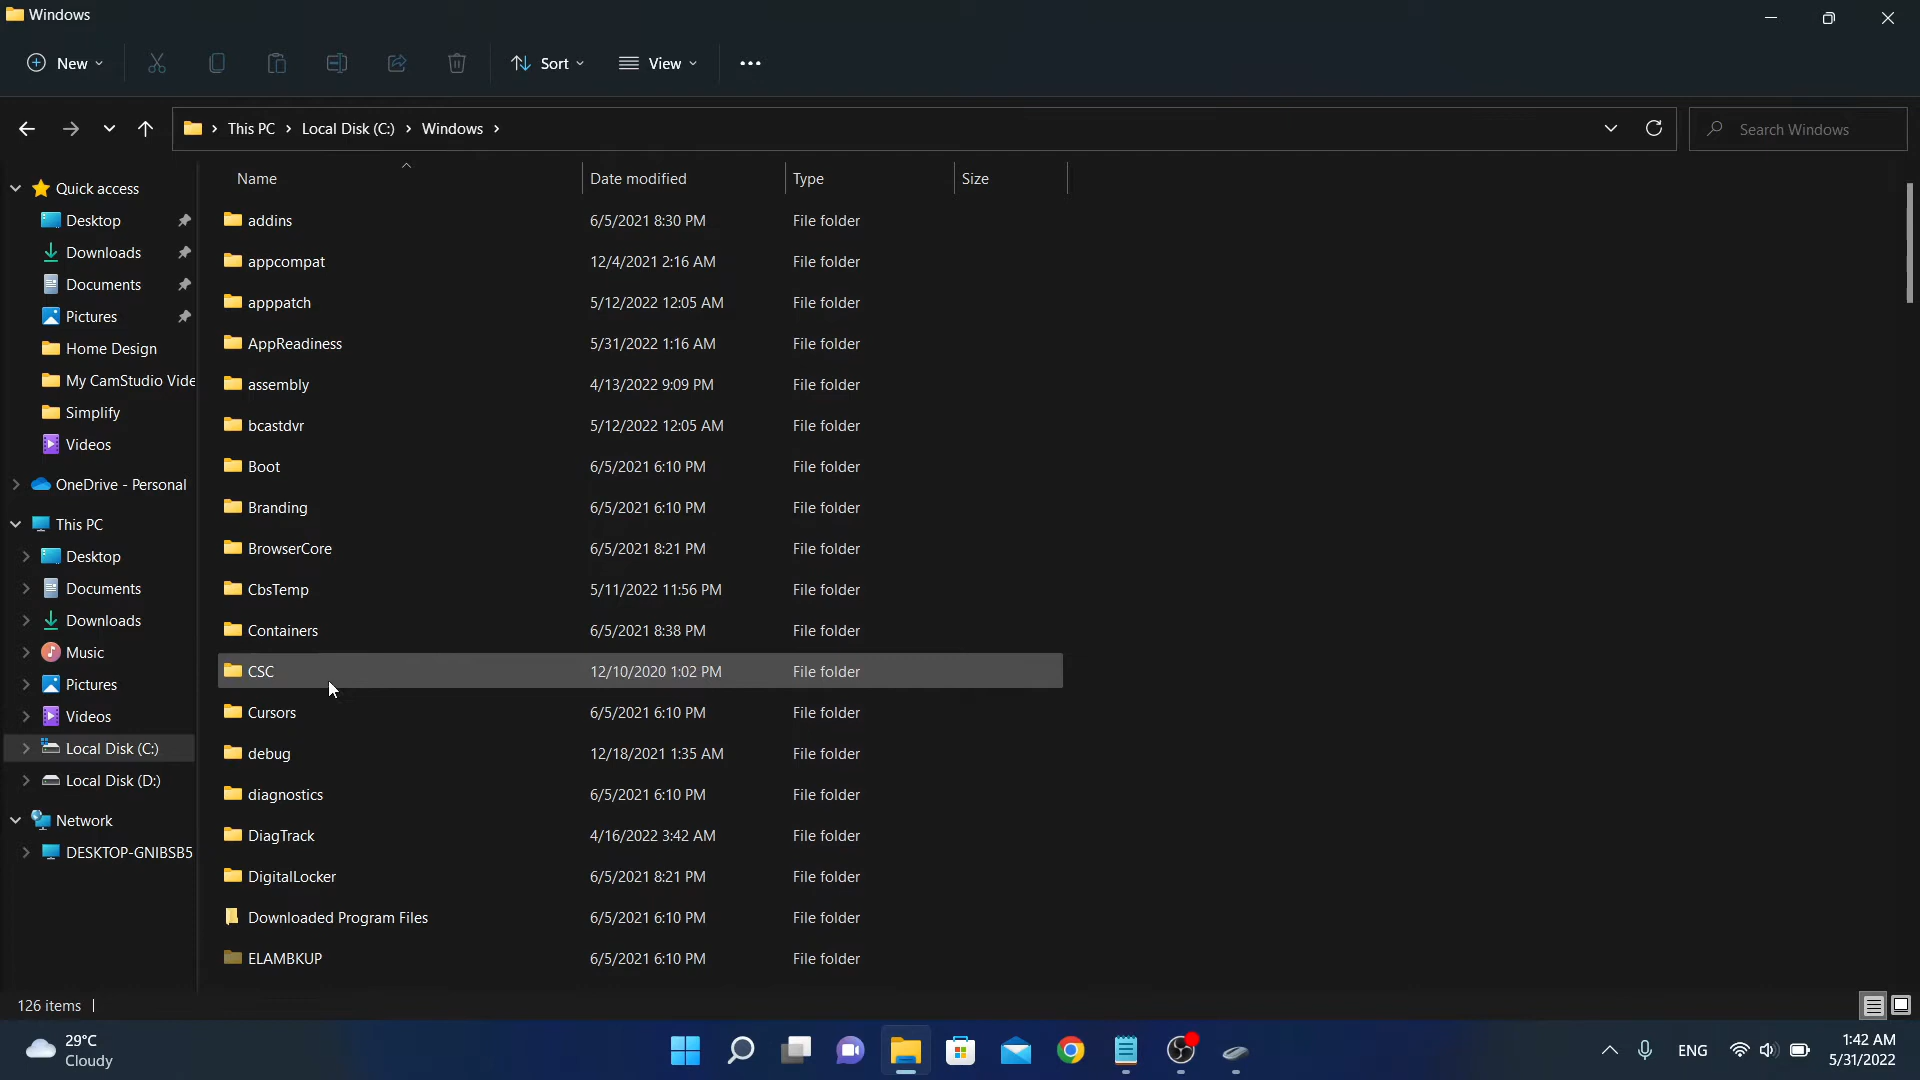 Windows
New
Sort
View
This PC > Local Disk (C:) > Windows >
Search Windows
Name Date modified Type Size
Quick access
Desktop
Downloads
Documents
Pictures
Home Design
My CamStudio Vide
Simplify
Videos
OneDrive - Personal
This PC
Desktop
Documents
Downloads
Music
Pictures
Videos
Local Disk (C:)
Local Disk (D:)
Network
DESKTOP-GNIBSB5
addins 6/5/2021 8:30 PM File folder
appcompat 12/4/2021 2:16 AM File folder
apppatch 5/12/2022 12:05 AM File folder
AppReadiness 5/31/2022 1:16 AM File folder
assembly 4/13/2022 9:09 PM File folder
bcastdvr 5/12/2022 12:05 AM File folder
Boot 6/5/2021 6:10 PM File folder
Branding 6/5/2021 6:10 PM File folder
BrowserCore 6/5/2021 8:21 PM File folder
CbsTemp 5/11/2022 11:56 PM File folder
Containers 6/5/2021 8:38 PM File folder
CSC 12/10/2020 1:02 PM File folder
Cursors 6/5/2021 6:10 PM File folder
debug 12/18/2021 1:35 AM File folder
diagnostics 6/5/2021 6:10 PM File folder
DiagTrack 4/16/2022 3:42 AM File folder
DigitalLocker 6/5/2021 8:21 PM File folder
Downloaded Program Files 6/5/2021 6:10 PM File folder
ELAMBKUP 6/5/2021 6:10 PM File folder
126 items
29°C
Cloudy
ENG
1:42 AM
5/31/2022